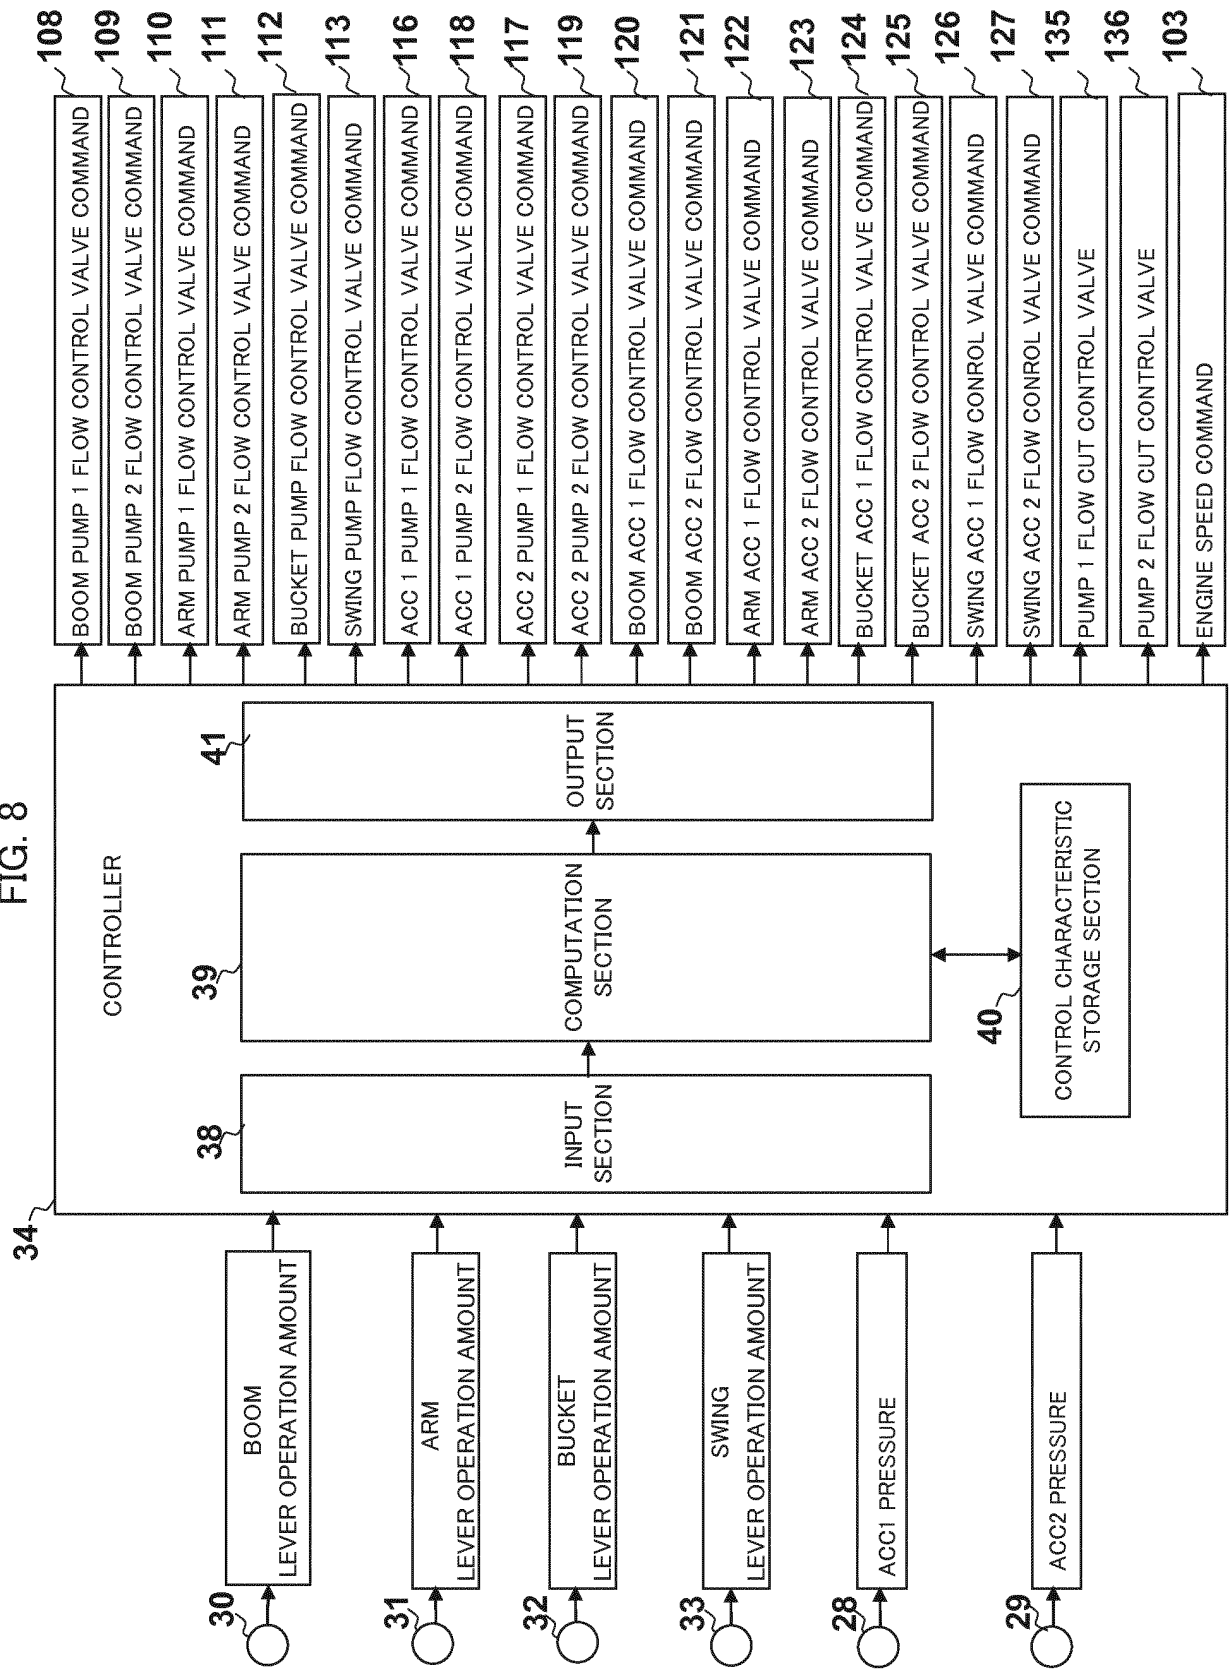 FIG. 8
34
CONTROLLER
30
BOOM
LEVER OPERATION AMOUNT
31
ARM
LEVER OPERATION AMOUNT
32
BUCKET
LEVER OPERATION AMOUNT
33
SWING
LEVER OPERATION AMOUNT
28
ACC1 PRESSURE
29
ACC2 PRESSURE
38
INPUT
SECTION
39
COMPUTATION
SECTION
41
OUTPUT
SECTION
40
CONTROL CHARACTERISTIC
STORAGE SECTION
BOOM PUMP 1 FLOW CONTROL VALVE COMMAND 108
BOOM PUMP 2 FLOW CONTROL VALVE COMMAND 109
ARM PUMP 1 FLOW CONTROL VALVE COMMAND 110
ARM PUMP 2 FLOW CONTROL VALVE COMMAND 111
BUCKET PUMP FLOW CONTROL VALVE COMMAND 112
SWING PUMP FLOW CONTROL VALVE COMMAND 113
ACC 1 PUMP 1 FLOW CONTROL VALVE COMMAND 116
ACC 1 PUMP 2 FLOW CONTROL VALVE COMMAND 118
ACC 2 PUMP 1 FLOW CONTROL VALVE COMMAND 117
ACC 2 PUMP 2 FLOW CONTROL VALVE COMMAND 119
BOOM ACC 1 FLOW CONTROL VALVE COMMAND 120
BOOM ACC 2 FLOW CONTROL VALVE COMMAND 121
ARM ACC 1 FLOW CONTROL VALVE COMMAND 122
ARM ACC 2 FLOW CONTROL VALVE COMMAND 123
BUCKET ACC 1 FLOW CONTROL VALVE COMMAND 124
BUCKET ACC 2 FLOW CONTROL VALVE COMMAND 125
SWING ACC 1 FLOW CONROL VALVE COMMAND 126
SWING ACC 2 FLOW CONROL VALVE COMMAND 127
PUMP 1 FLOW CUT CONTROL VALVE 135
PUMP 2 FLOW CUT CONTROL VALVE 136
ENGINE SPEED COMMAND 103